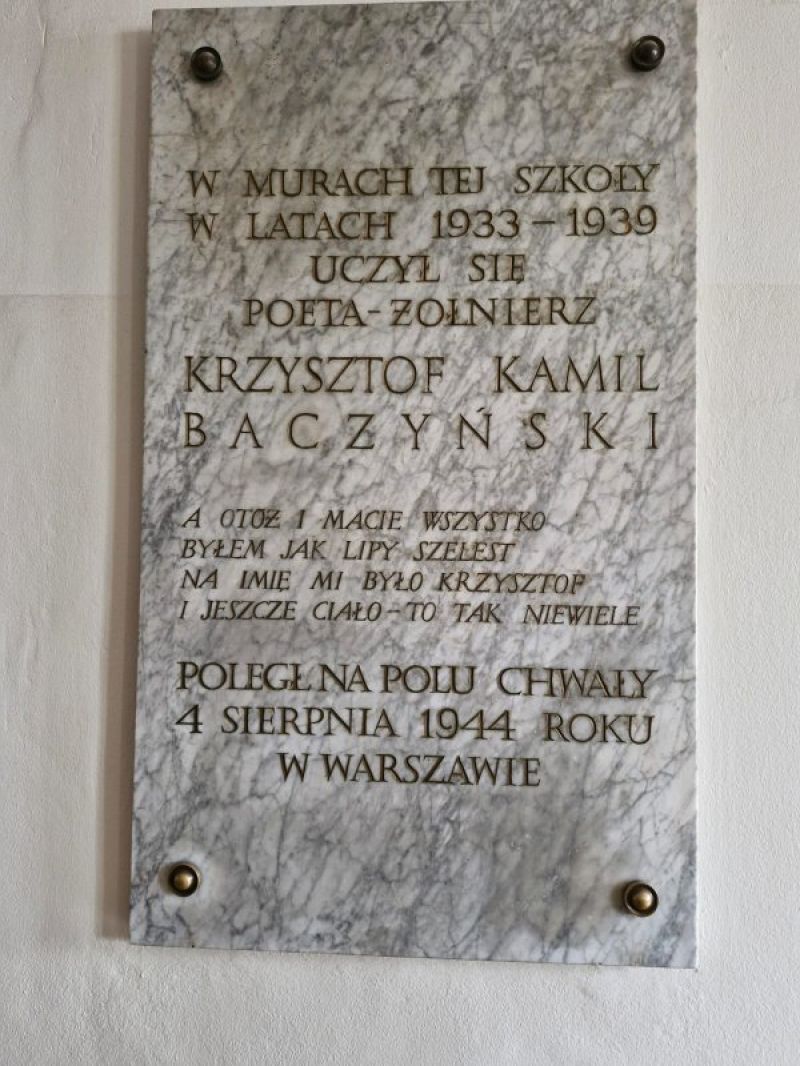 W MURACH TEJ SZKOŁY
W LATACH 1933-1939
UCZYŁ SIĘ
POETA-ŻOŁNIERZ
KRZYSZTOF KAMIL
BACZYŃSKI
A OTOŻ I MACIE WSZYSTKO
BYŁEM JAK LIPY SZELEST
NA IMIĘ MI BYŁO KRZYSZTOF
I JESZCZE CIAŁO-TO TAK NIEWIELE
POLEGŁ NA POLU CHWAŁY
4 SIERPNIA 1944 ROKU
W WARSZAWIE